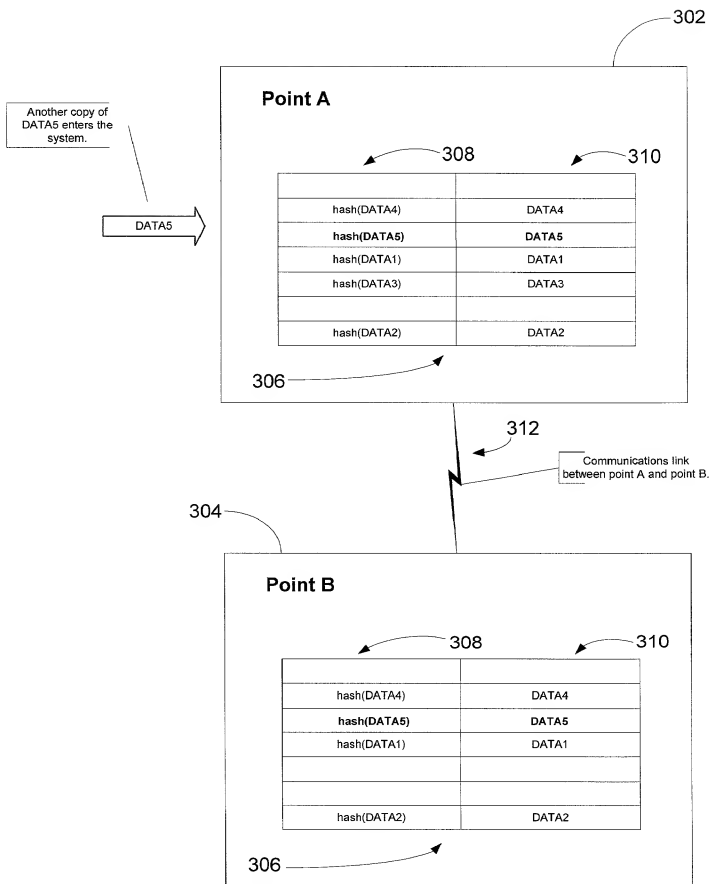 302
Point A
Another copy of
DATA5 enters the
system.
308
310
DATA5
hash(DATA4) DATA4
hash(DATA5) DATA5
hash(DATA1) DATA1
hash(DATA3) DATA3
hash(DATA2) DATA2
306
312
Communications link
between point A and point B.
304
Point B
308
310
hash(DATA4) DATA4
hash(DATA5) DATA5
hash(DATA1) DATA1
hash(DATA2) DATA2
306